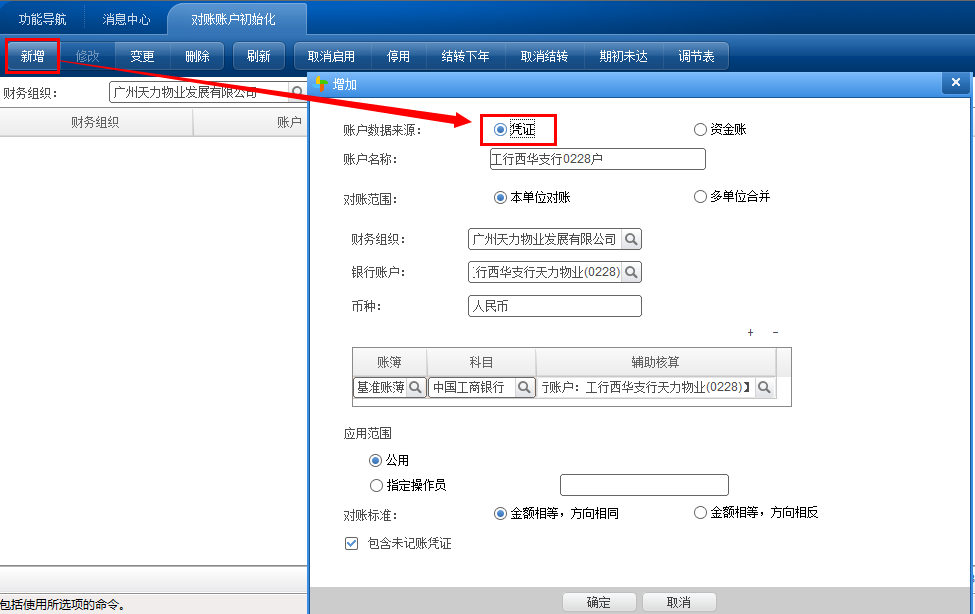 功能导航 消息中心 对账账户初始化
新增 修改 变更 删除 刷新 取消启用 停用 结转下年 取消结转 期初未达 调节表
财务组织: 广州天力物业发展有限公司
财务组织 账户
增加
账户数据来源: 凭证 资金账
账户名称: 工行西华支行0228户
对账范围: 本单位对账 多单位合并
财务组织: 广州天力物业发展有限公司
银行账户: 行西华支行天力物业(0228)
币种: 人民币
+ -
账簿 科目 辅助核算
基准账薄 中国工商银行 行账户: 工行西华支行天力物业(0228)】
应用范围
公用
指定操作员
对账标准: 金额相等，方向相同 金额相等，方向相反
包含未记账凭证
确定 取消
包括使用所选项的命令。